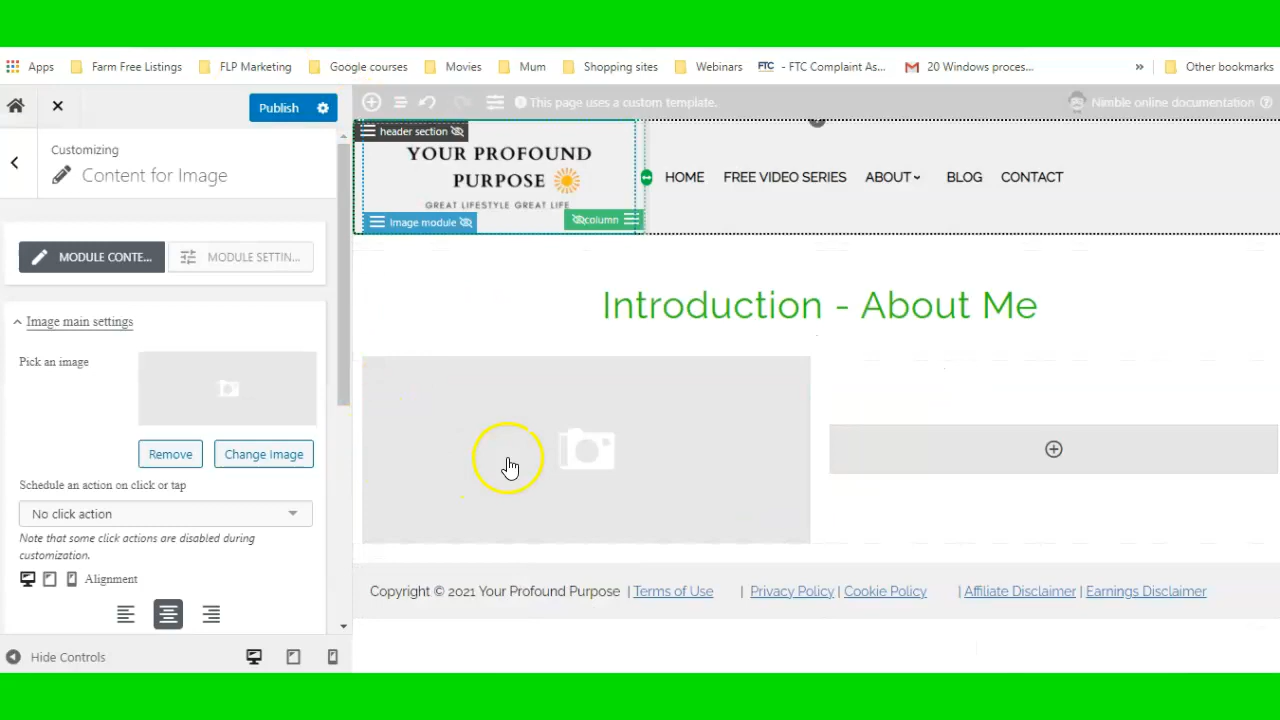 Apps
Farm Free Listings
FLP Marketing
Google courses
Movies
Mum
Shopping sites
Webinars
FTC - FTC Complaint As...
20 Windows proces...
»
Other bookmarks
Publish
This page uses a custom template.
Nimble online documentation
Customizing
Content for Image
header section
YOUR PROFOUND
PURPOSE
GREAT LIFESTYLE GREAT LIFE
Image module
column
HOME
FREE VIDEO SERIES
ABOUT
BLOG
CONTACT
MODULE CONTE...
MODULE SETTIN...
Image main settings
Pick an image
Remove
Change Image
Schedule an action on click or tap
No click action
Note that some click actions are disabled during
customization.
Alignment
Hide Controls
Introduction - About Me
Copyright © 2021 Your Profound Purpose | Terms of Use | Privacy Policy | Cookie Policy | Affiliate Disclaimer | Earnings Disclaimer